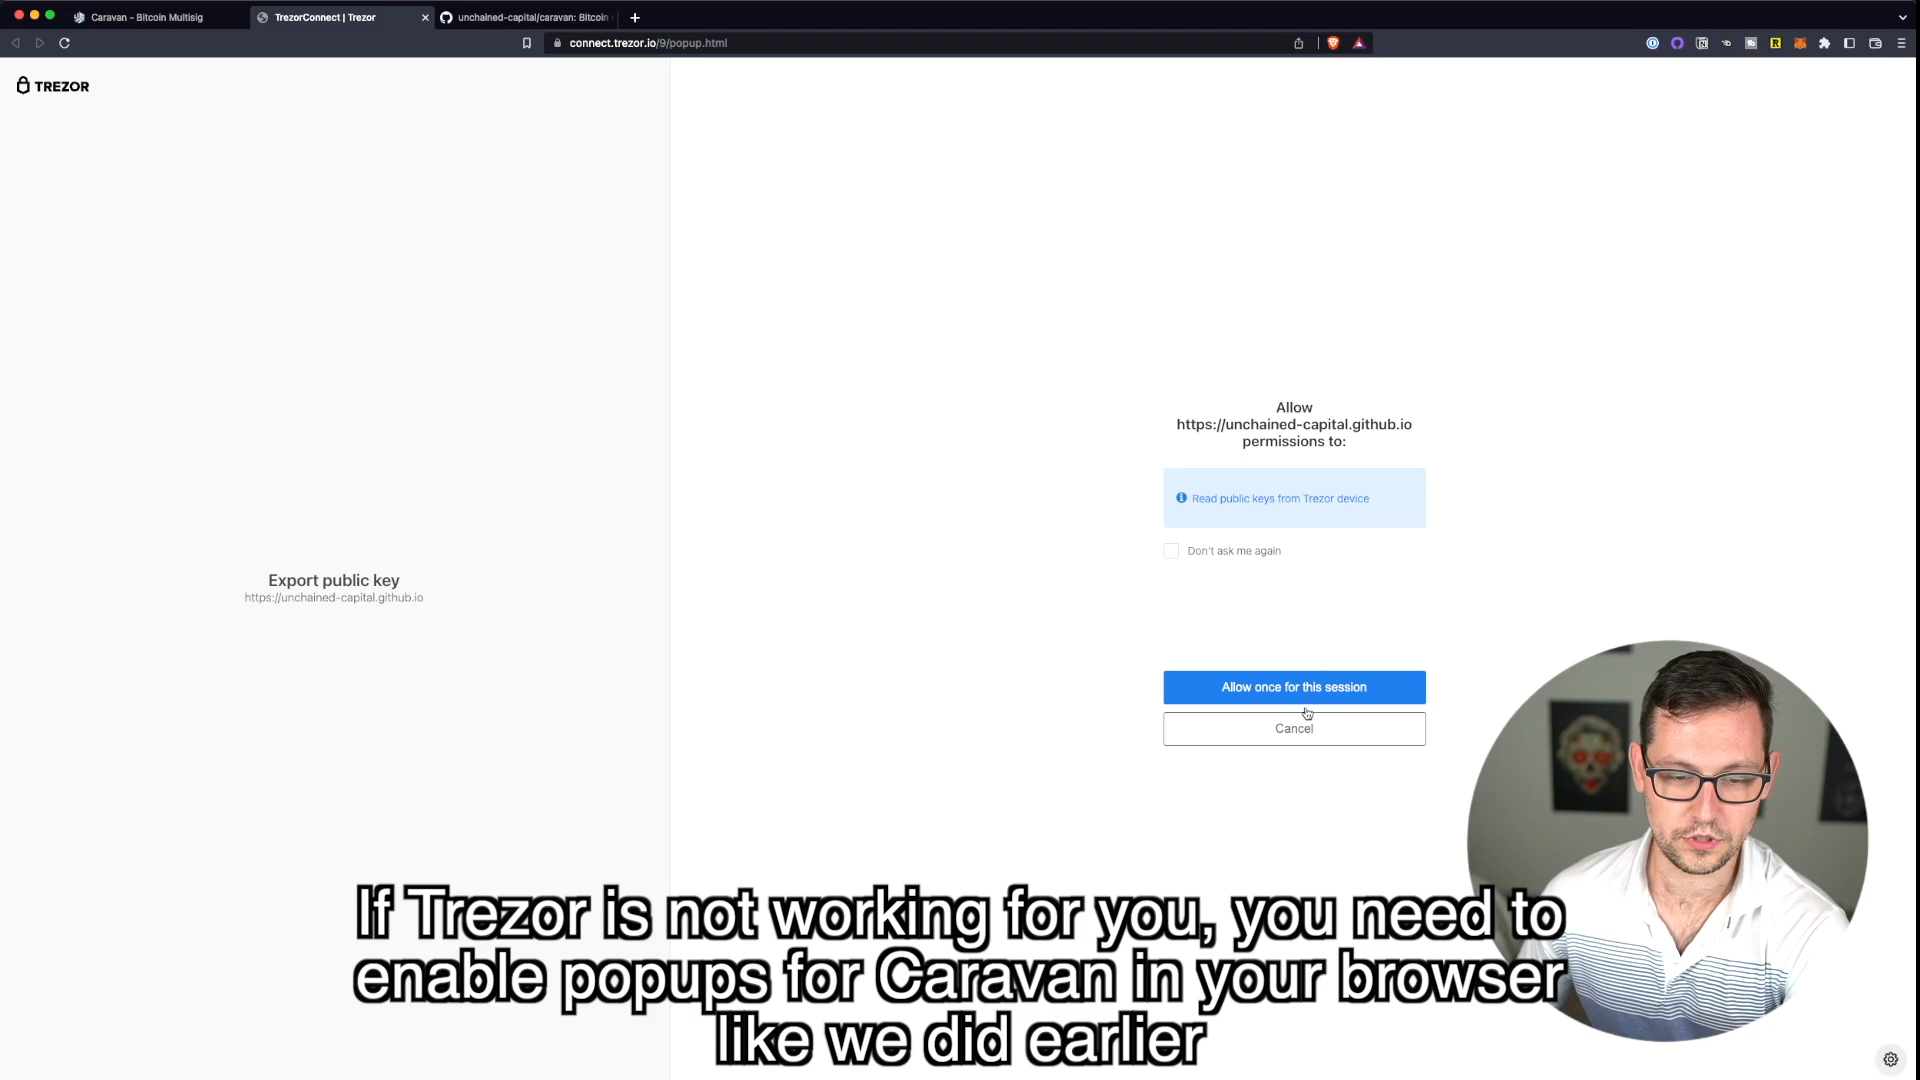 Caravan - Bitcoin Multisig
TrezorConnect | Trezor
unchained-capital/caravan: Bitcoin
connect.trezor.io/9/popup.html
TREZOR
Export public key
https://unchained-capital.github.io
Allow
https://unchained-capital.github.io
permissions to:
Read public keys from Trezor device
Don't ask me again
Allow once for this session
Cancel
If Trezor is not working for you, you need to
enable popups for Caravan in your browser
like we did earlier